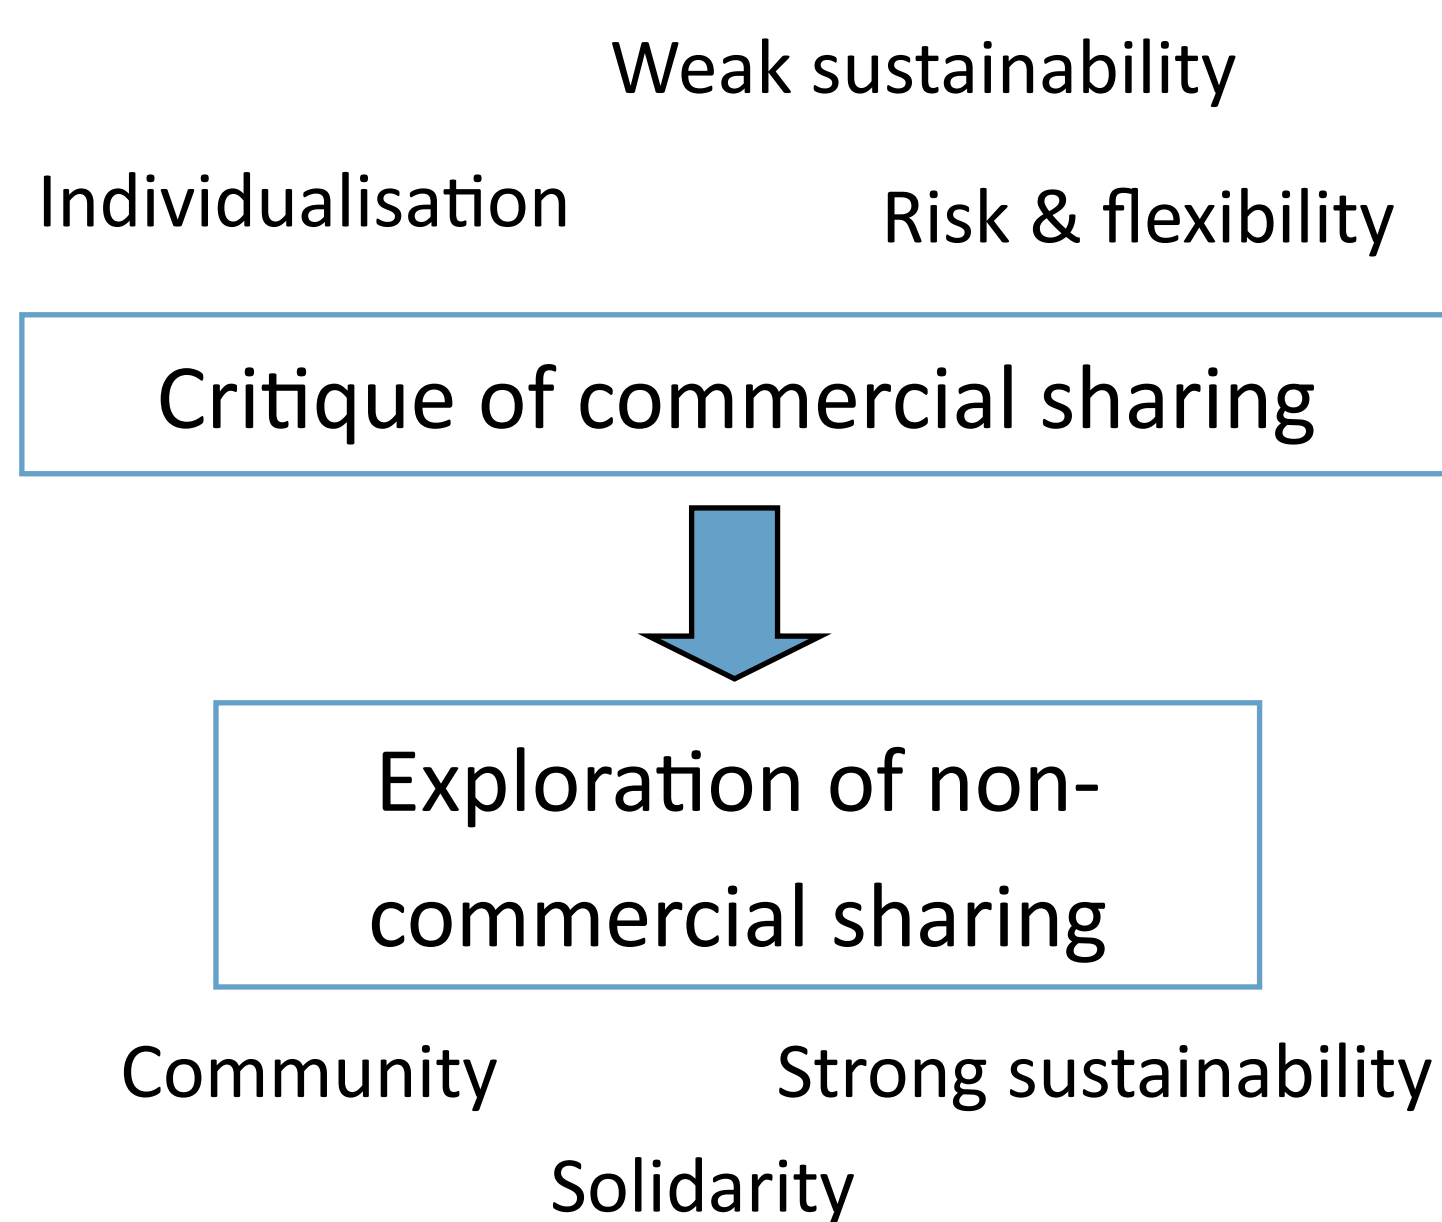 Weak sustainability
Individualisation
Risk & flexibility
Critique of commercial sharing
Exploration of non-
commercial sharing
Community
Strong sustainability
Solidarity